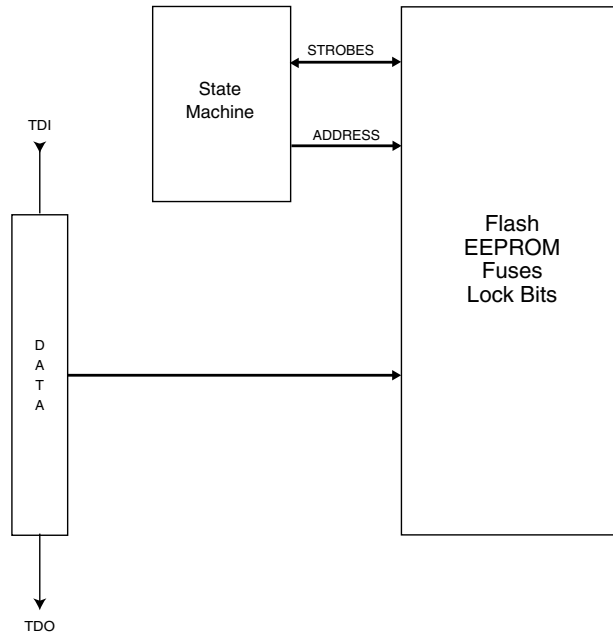 STROBES
State
Machine
ADDRESS
TDI
Flash
EEPROM
Fuses
Lock Bits
D
A
T
A
TDO